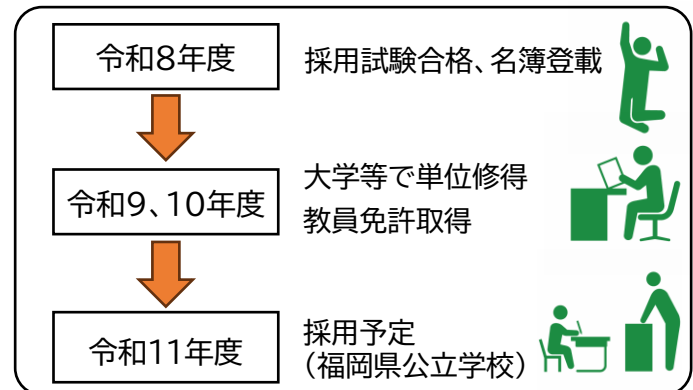 令和8年度
採用試験合格、名簿登載
令和9、10年度
大学等で単位修得
教員免許取得
令和11年度
採用予定
(福岡県公立学校)